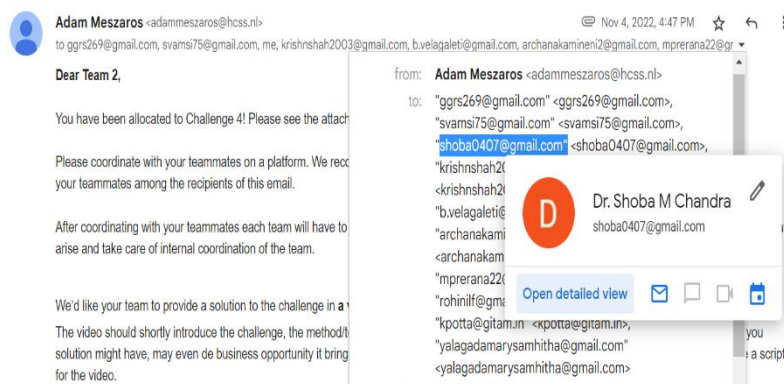 Adam Meszaros <adammeszaros@hcss.nl>
Nov 4, 2022, 4:47 PM
to ggrs269@gmail.com, svamsi75@gmail.com, me, krishnshah2003@gmail.com, b.velagaleti@gmail.com, archanakamineni2@gmail.com, mprerana22@gr
Dear Team 2,
You have been allocated to Challenge 4! Please see the attach
Please coordinate with your teammates on a platform. We reco
your teammates among the recipients of this email.
After coordinating with your teammates each team will have to
arise and take care of internal coordination of the team.
We'd like your team to provide a solution to the challenge in a v
The video should shortly introduce the challenge, the method/t
solution might have, may even de business opportunity it bring
for the video.
from: Adam Meszaros <adammeszaros@hcss.nl>
to: "ggrs269@gmail.com" <ggrs269@gmail.com>,
"svamsi75@gmail.com" <svamsi75@gmail.com>,
"shoba0407@gmail.com" <shoba0407@gmail.com>,
"krishnsh20
<krishnshah2
"b.velagaleti@
"archanakami
<archanakam
"mprerana22
"rohinilf@gma
"kpotta@gitam.in" <kpotta@gitam.in>,
"yalagadamarysamhitha@gmail.com"
<yalagadamarysamhitha@gmail.com>
D
Dr. Shoba M Chandra
shoba0407@gmail.com
Open detailed view
you
a script